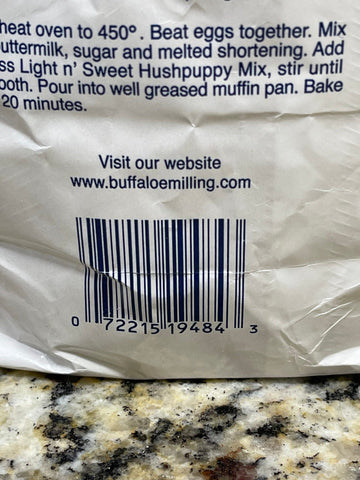 heat oven to 450°. Beat eggs together. Mix
buttermilk, sugar and melted shortening. Add
Light n' Sweet Hushpuppy Mix, stir until
Pour into well greased muffin pan. Bake
20 minutes.
Visit our website
www.buffaloemilling.com
0 72215 19484 3